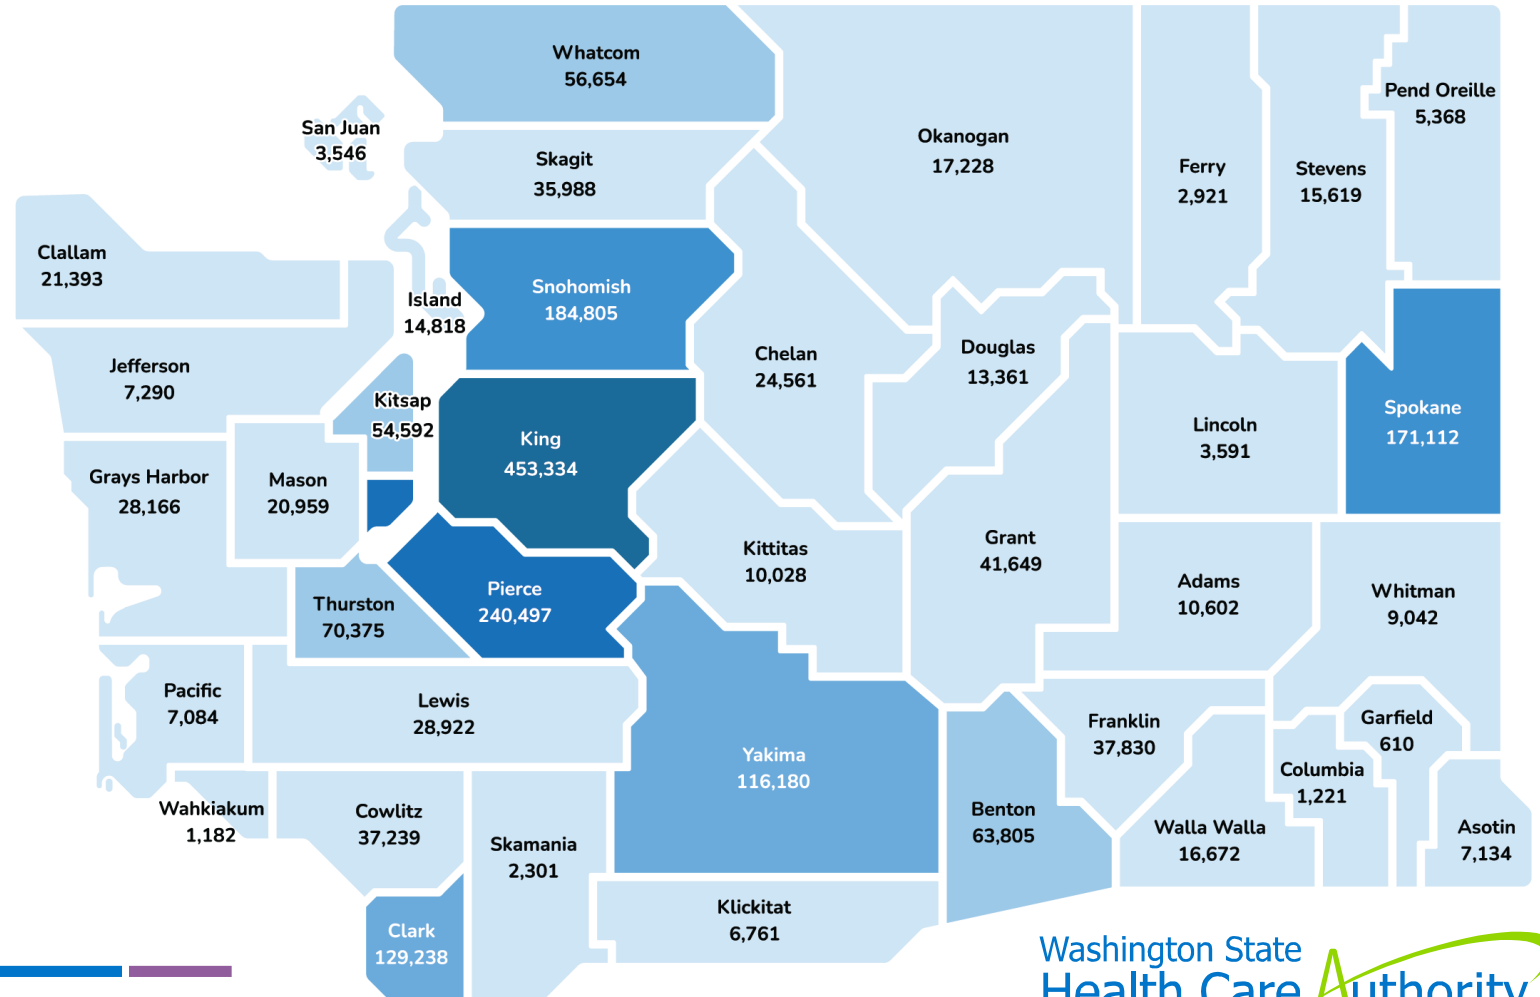 Whatcom
56,654
San Juan
3,546
Skagit
35,988
Okanogan
17,228
Ferry
2,921
Stevens
15,619
Pend Oreille
5,368
Clallam
21,393
Island
14,818
Snohomish
184,805
Jefferson
7,290
Chelan
24,561
Douglas
13,361
Kitsap
54,592
King
453,334
Lincoln
3,591
Spokane
171,112
Grays Harbor
28,166
Mason
20,959
Kittitas
10,028
Grant
41,649
Adams
10,602
Whitman
9,042
Thurston
70,375
Pierce
240,497
Pacific
7,084
Lewis
28,922
Yakima
116,180
Franklin
37,830
Garfield
610
Columbia
1,221
Wahkiakum
1,182
Cowlitz
37,239
Skamania
2,301
Benton
63,805
Walla Walla
16,672
Asotin
7,134
Clark
129,238
Klickitat
6,761
Washington State
Health Care Authority